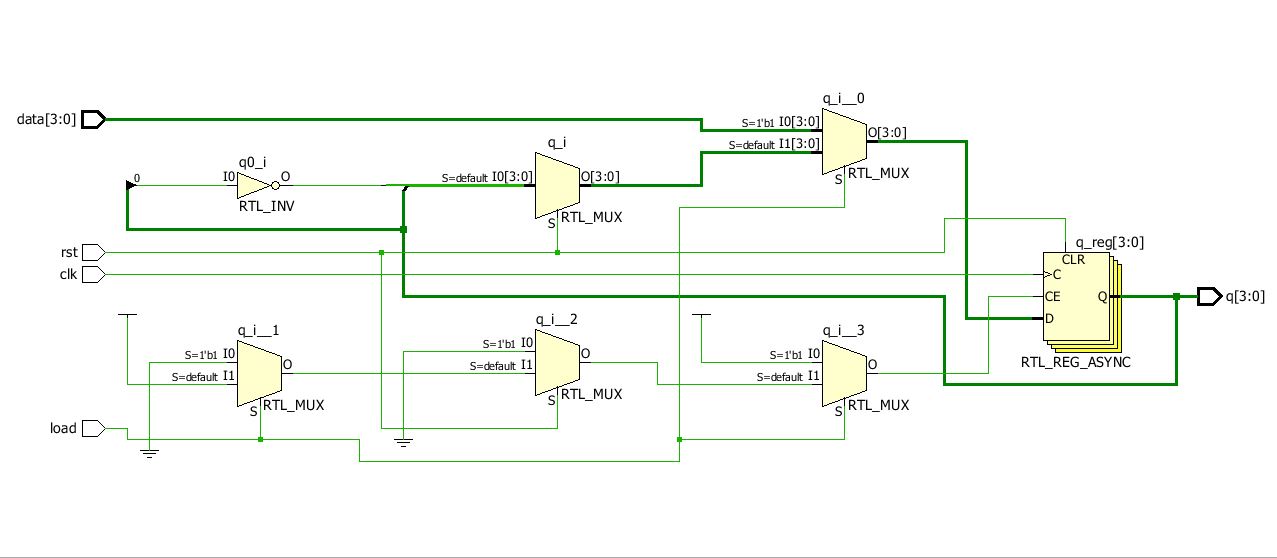 q_i__0
data[3:0]
S=1'b1 I0[3:0]
O[3:0]
S=default I1[3:0]
S
RTL_MUX
q_i
q0_i
0
I0
O
RTL_INV
S=default I0[3:0]
O[3:0]
S
RTL_MUX
rst
clk
q_reg[3:0]
CLR
C
CE
Q
D
RTL_REG_ASYNC
q[3:0]
q_i__1
S=1'b1 I0
O
S=default I1
S
RTL_MUX
q_i__2
S=1'b1 I0
O
S=default I1
S
RTL_MUX
q_i__3
S=1'b1 I0
O
S=default I1
S
RTL_MUX
load